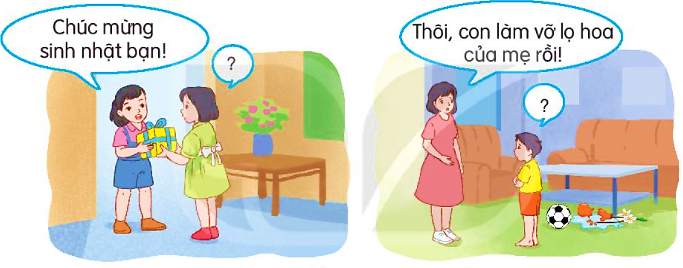 Chúc mừng
sinh nhật bạn!
?
Thôi, con làm vỡ lọ hoa
của mẹ rồi!
?